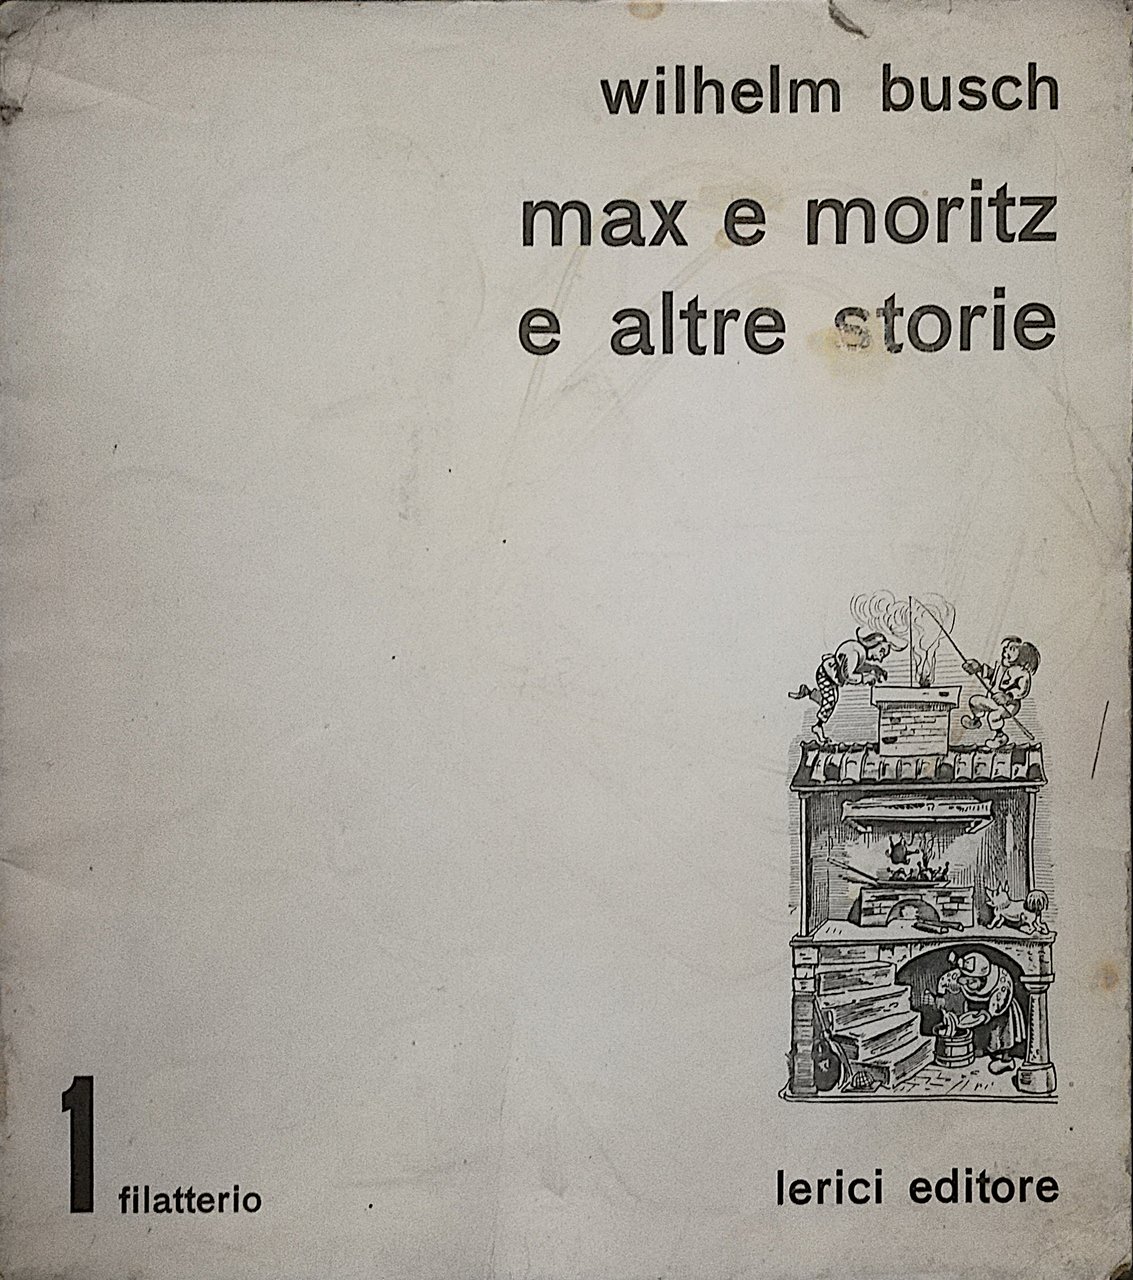 wilhelm busch
max e moritz
e altre storie
1 filatterio
lerici editore